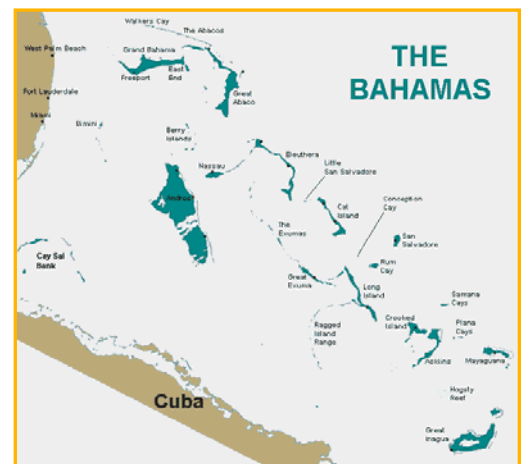 Walkers Cay
The Abacos
THE
BAHAMAS
West Palm Beach
Grand Bahama
East
End
Freeport
Fort Lauderdale
Great
Abaco
Miami
Bimini
Berry
Islands
Nassau
Eleuthera
Little
San Salvadore
Andros
Conception
Cay
Cat
Island
The
Exumas
San
Salvadore
Cay Sal
Bank
Rum
Cay
Great
Exuma
Long
Island
Samana
Cays
Ragged
Island
Range
Crooked
Island
Plana
Cays
Acklins
Mayaguana
Hogsty
Reef
Cuba
Great
Inagua